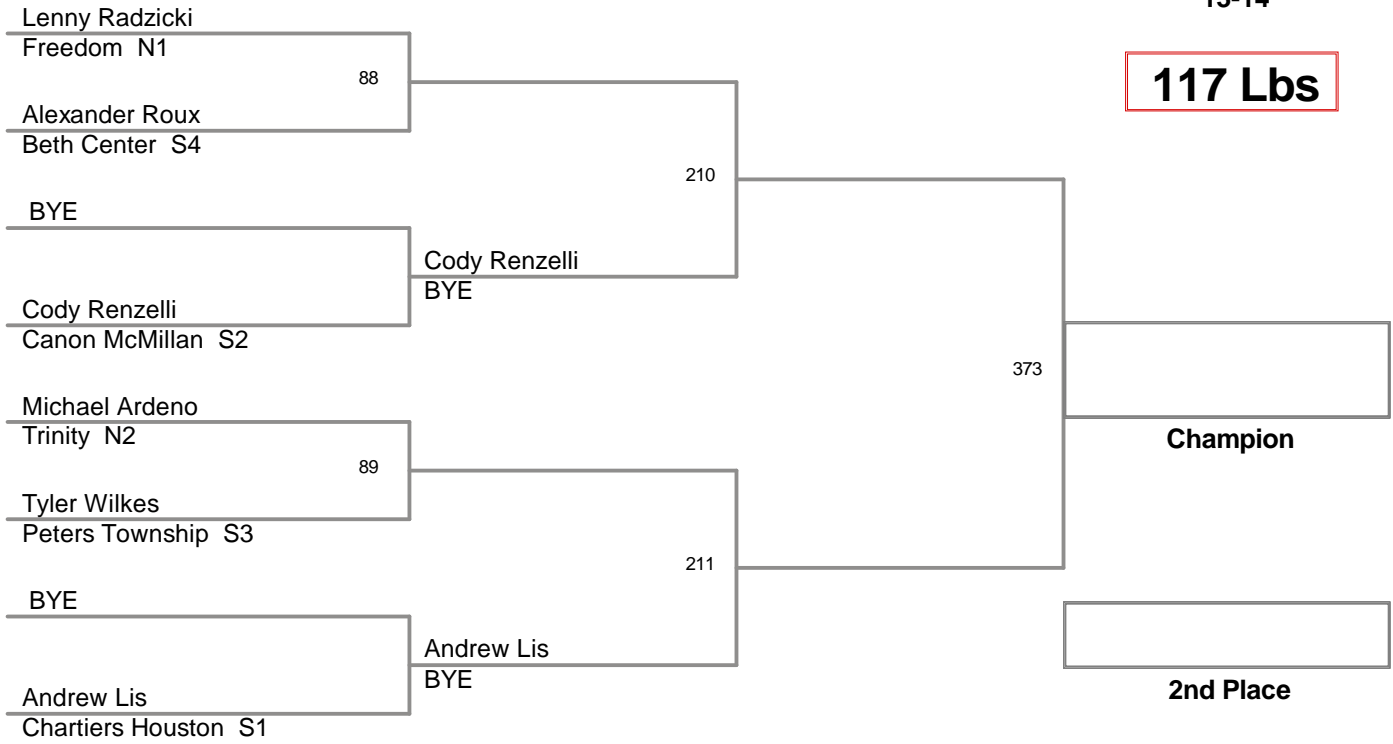 13-14
117 Lbs
Lenny Radzicki
Freedom N1
88
Alexander Roux
Beth Center S4
210
BYE
Cody Renzelli
BYE
Cody Renzelli
Canon McMillan S2
373
Michael Ardeno
Trinity N2
Champion
89
Tyler Wilkes
Peters Township S3
211
BYE
Andrew Lis
BYE
2nd Place
Andrew Lis
Chartiers Houston S1